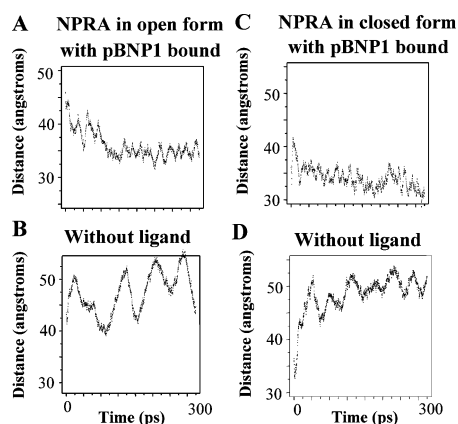 A
NPRA in open form
with pBNP1 bound
Distance (angstroms)
50
40
30
B
Without ligand
Distance (angstroms)
50
40
30
0
300
Time (ps)
C
NPRA in closed form
with pBNP1 bound
Distance (angstroms)
50
40
30
D
Without ligand
Distance (angstroms)
50
40
30
0
300
Time (ps)